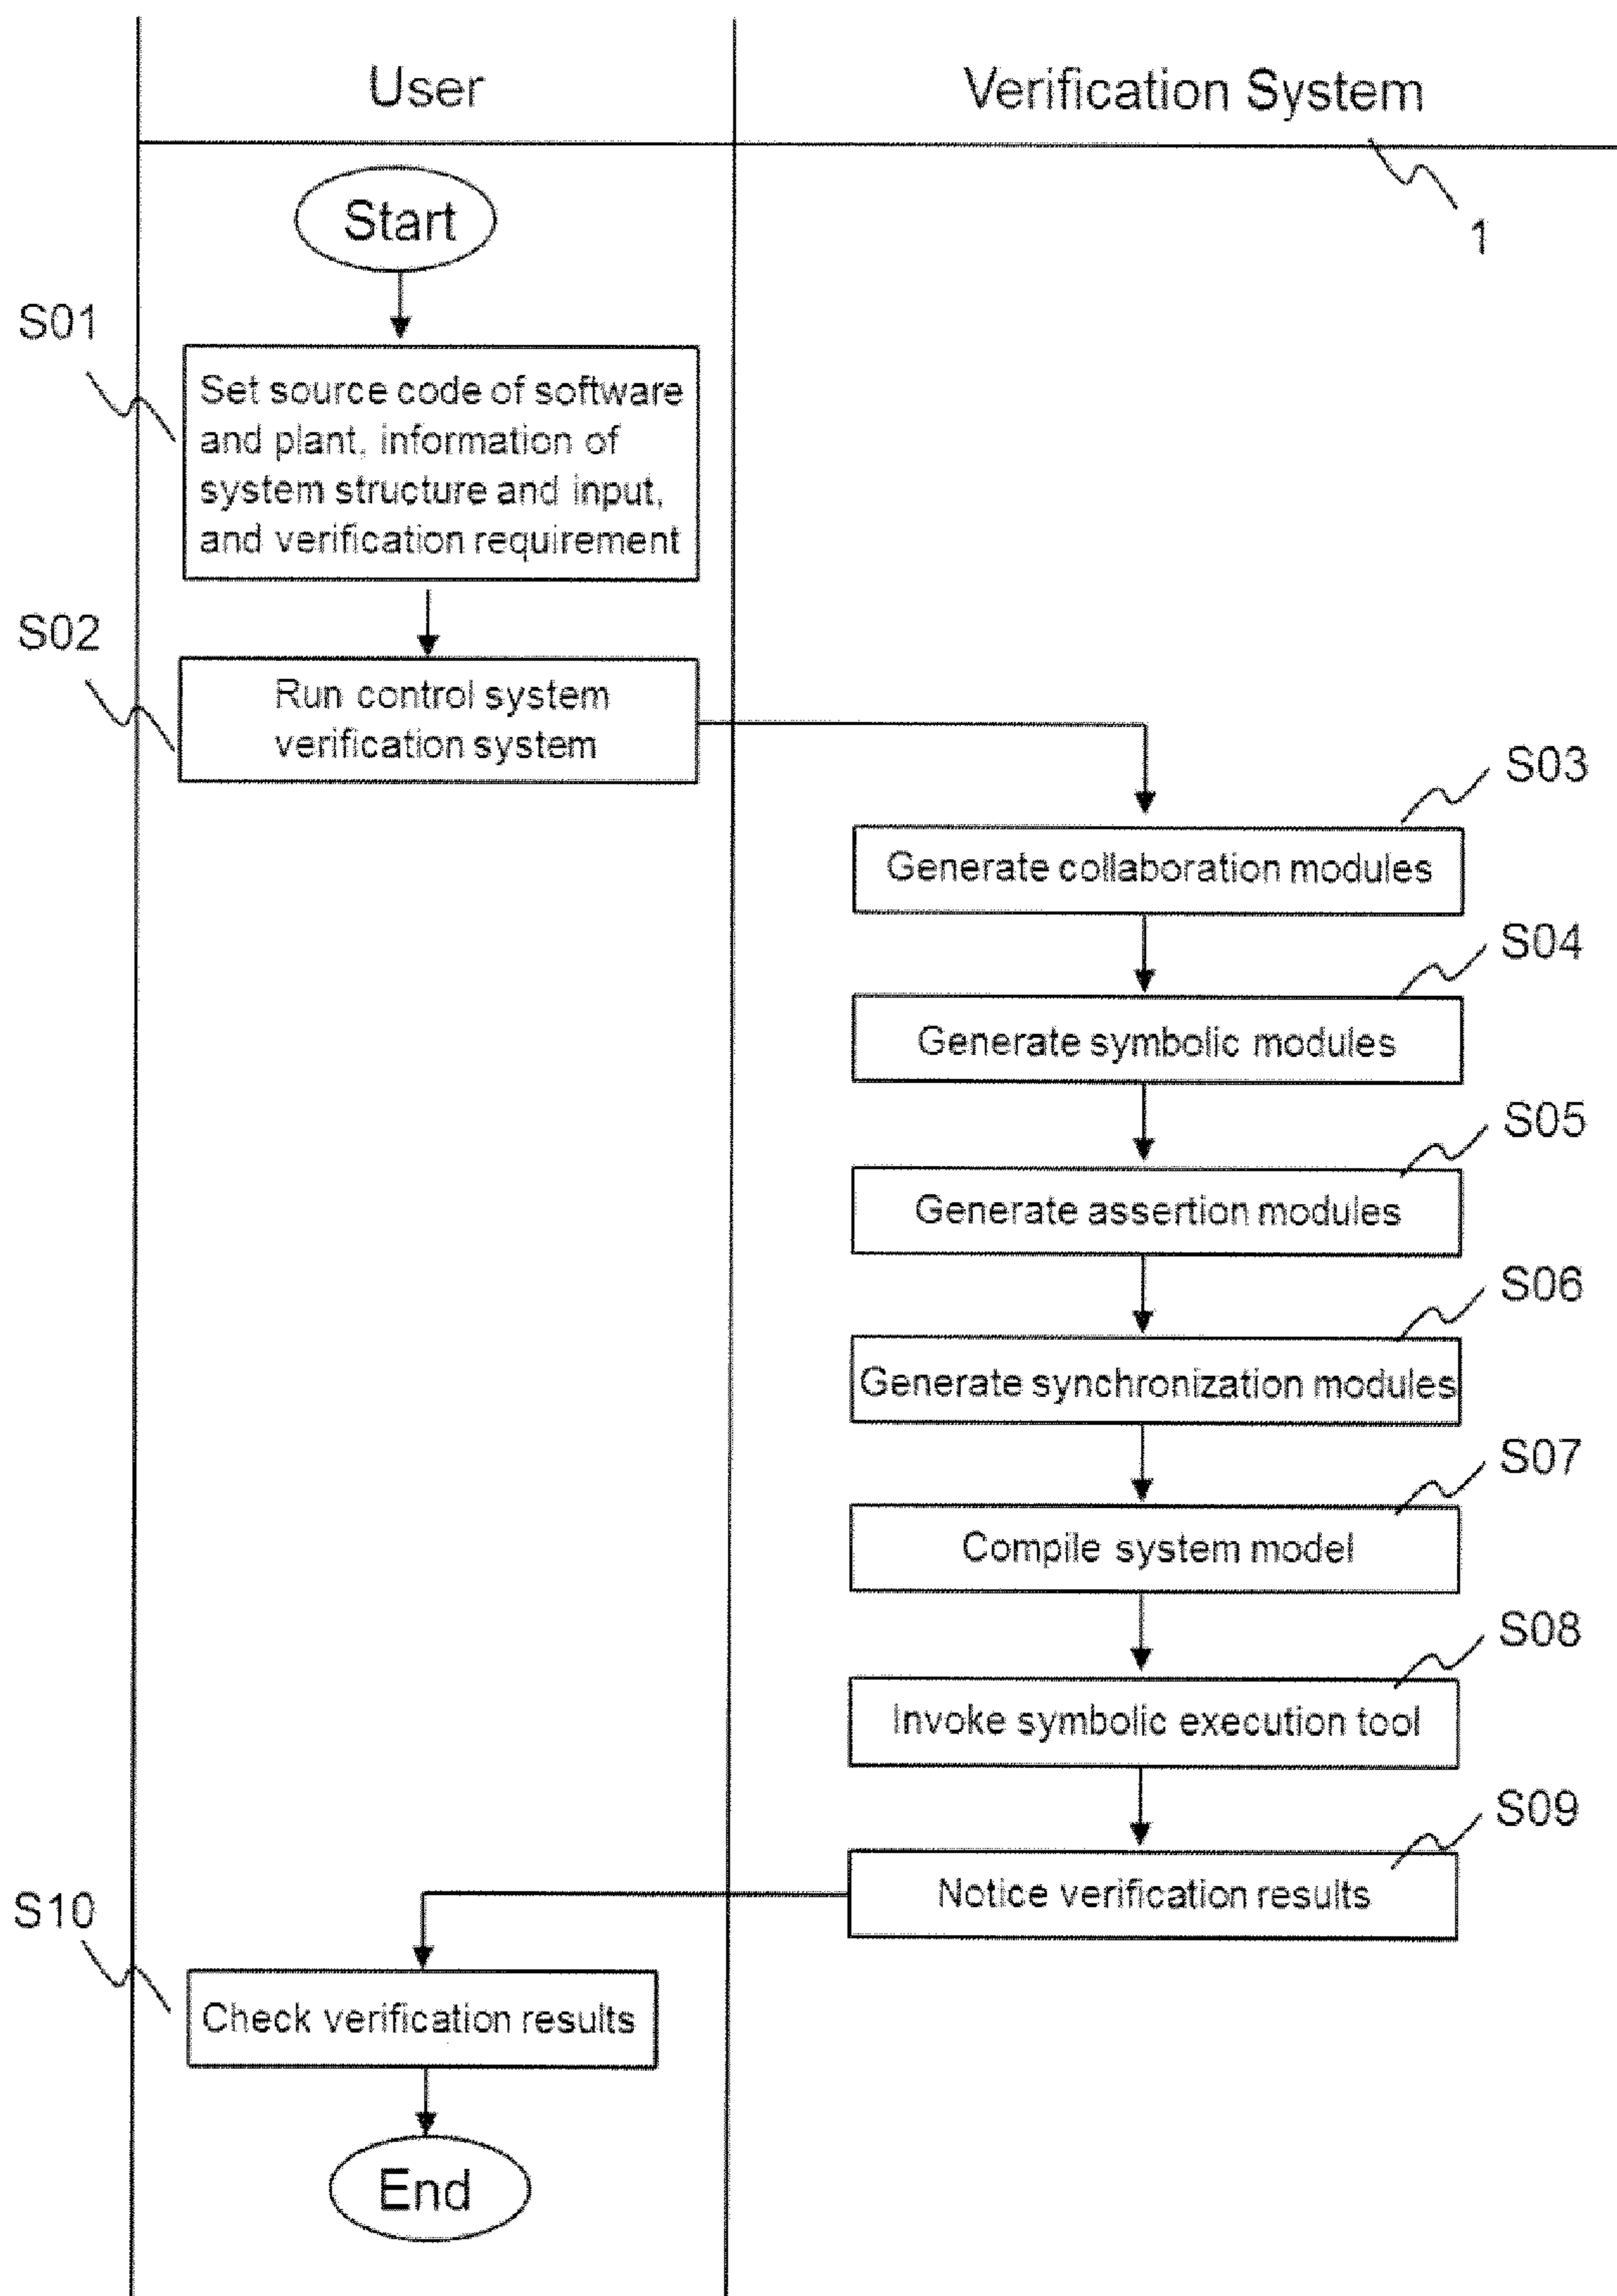 User
Verification System
1
Start
S01
Set source code of software
and plant, information of
system structure and input,
and verification requirement
S02
Run control system
verification system
S03
Generate collaboration modules
S04
Generate symbolic modules
S05
Generate assertion modules
S06
Generate synchronization modules
S07
Compile system model
S08
Invoke symbolic execution tool
S09
Notice verification results
S10
Check verification results
End